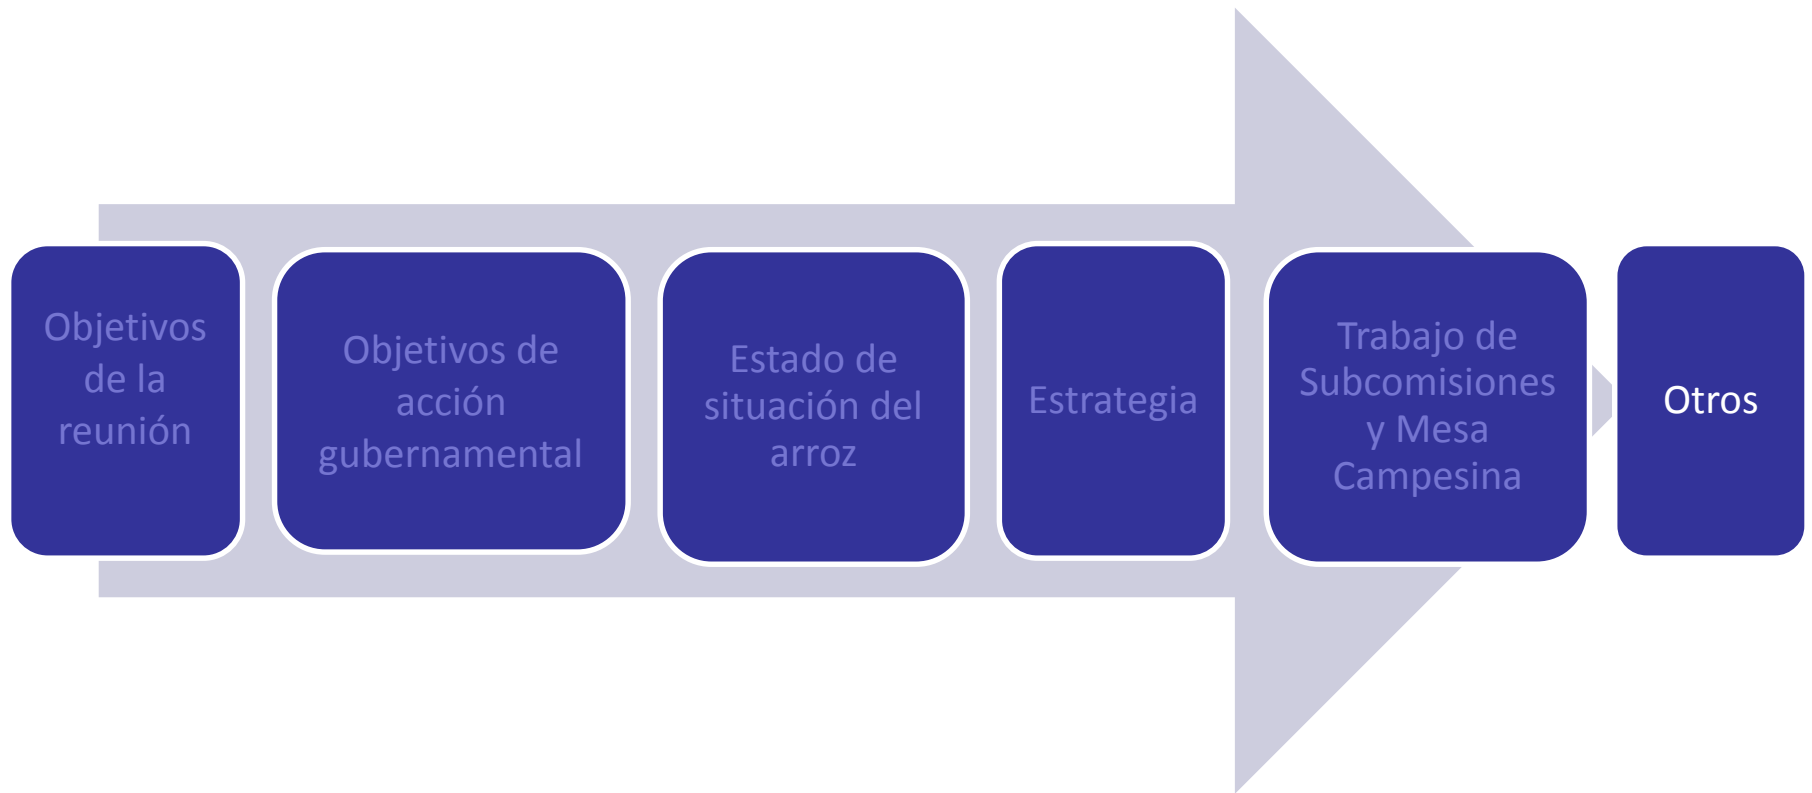 Objetivos
de la
reunión
Objetivos de
acción
gubernamental
Estado de
situación del
arroz
Estrategia
Trabajo de
Subcomisiones
y Mesa
Campesina
Otros